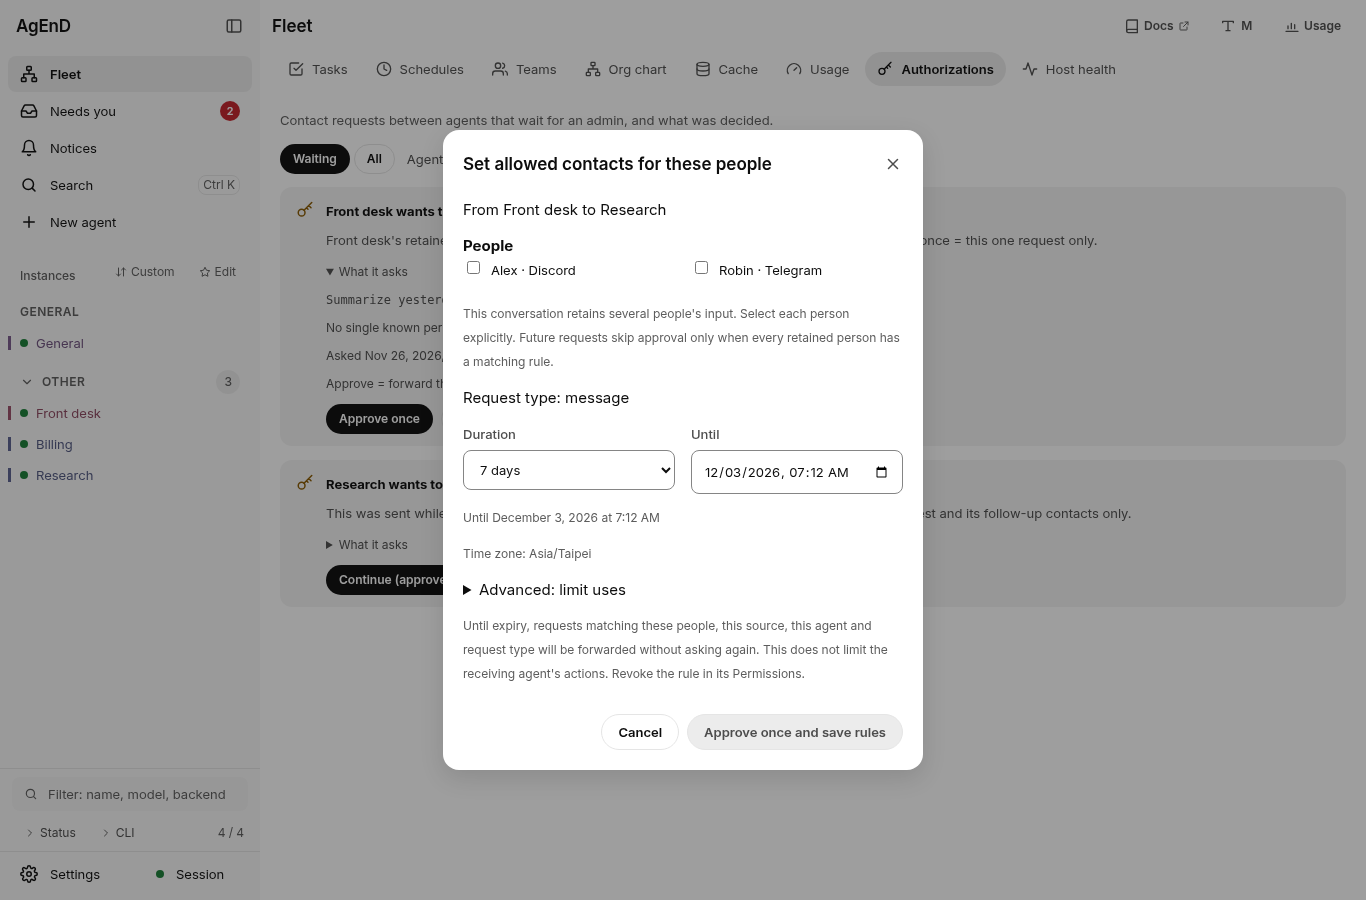 AgEnD
Fleet
Docs
M
Usage
Fleet
Needs you
2
Notices
Search
Ctrl K
New agent
Instances
Custom
Edit
GENERAL
General
OTHER
3
Front desk
Billing
Research
Filter: name, model, backend
Status
CLI
4 / 4
Settings
Session
Tasks
Schedules
Teams
Org chart
Cache
Usage
Authorizations
Host health
Contact requests between agents that wait for an admin, and what was decided.
Waiting
All
Agent
Front desk wants t
Front desk's retaine
once = this one request only.
What it asks
Summarize yester
No single known per
Asked Nov 26, 2026,
Approve = forward th
Approve once
Research wants to
This was sent while
est and its follow-up contacts only.
What it asks
Continue (approve
Set allowed contacts for these people
From Front desk to Research
People
Alex · Discord
Robin · Telegram
This conversation retains several people's input. Select each person
explicitly. Future requests skip approval only when every retained person has
a matching rule.
Request type: message
Duration
Until
7 days
12/03/2026, 07:12 AM
Until December 3, 2026 at 7:12 AM
Time zone: Asia/Taipei
Advanced: limit uses
Until expiry, requests matching these people, this source, this agent and
request type will be forwarded without asking again. This does not limit the
receiving agent's actions. Revoke the rule in its Permissions.
Cancel
Approve once and save rules